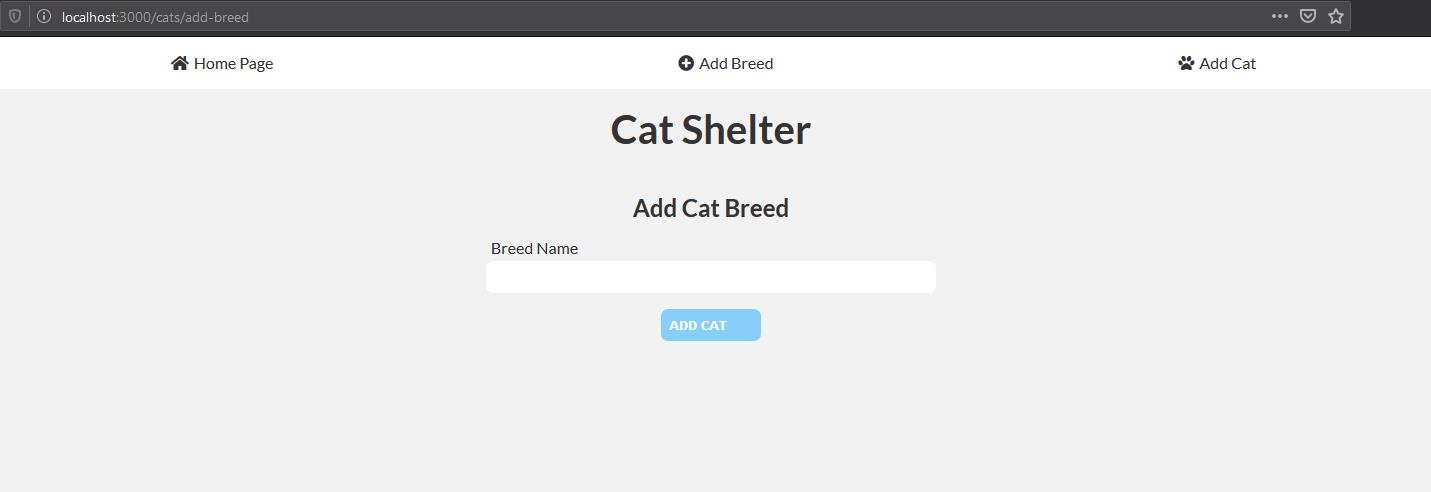 localhost:3000/cats/add-breed
Home Page Add Breed Add Cat
Cat Shelter
Add Cat Breed
Breed Name
ADD CAT